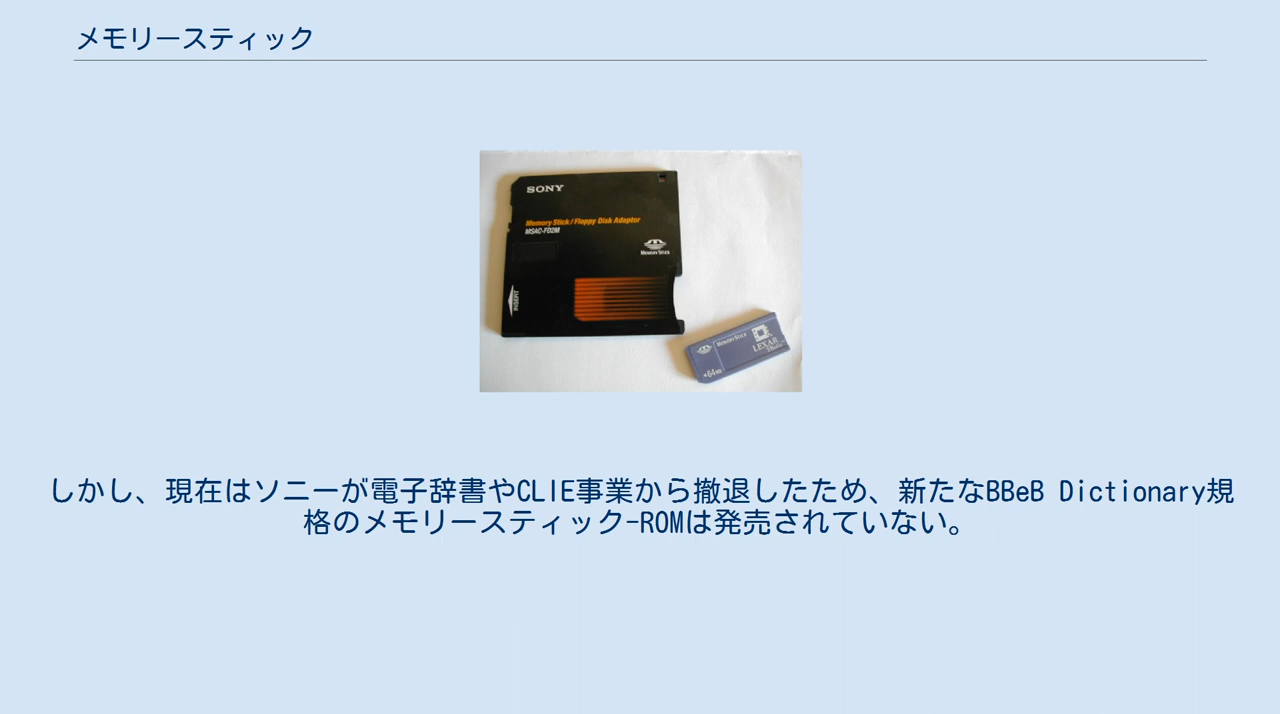 メモリースティック
SONY
Memory Stick / Floppy Disk Adaptor
MSAC-FD2M
MEMORY STICK
INSERT
MEMORY STICK
LEXAR
Media
64MB
しかし、現在はソニーが電子辞書やCLIE事業から撤退したため、新たなBBeB Dictionary規
格のメモリースティック-ROMは発売されていない。